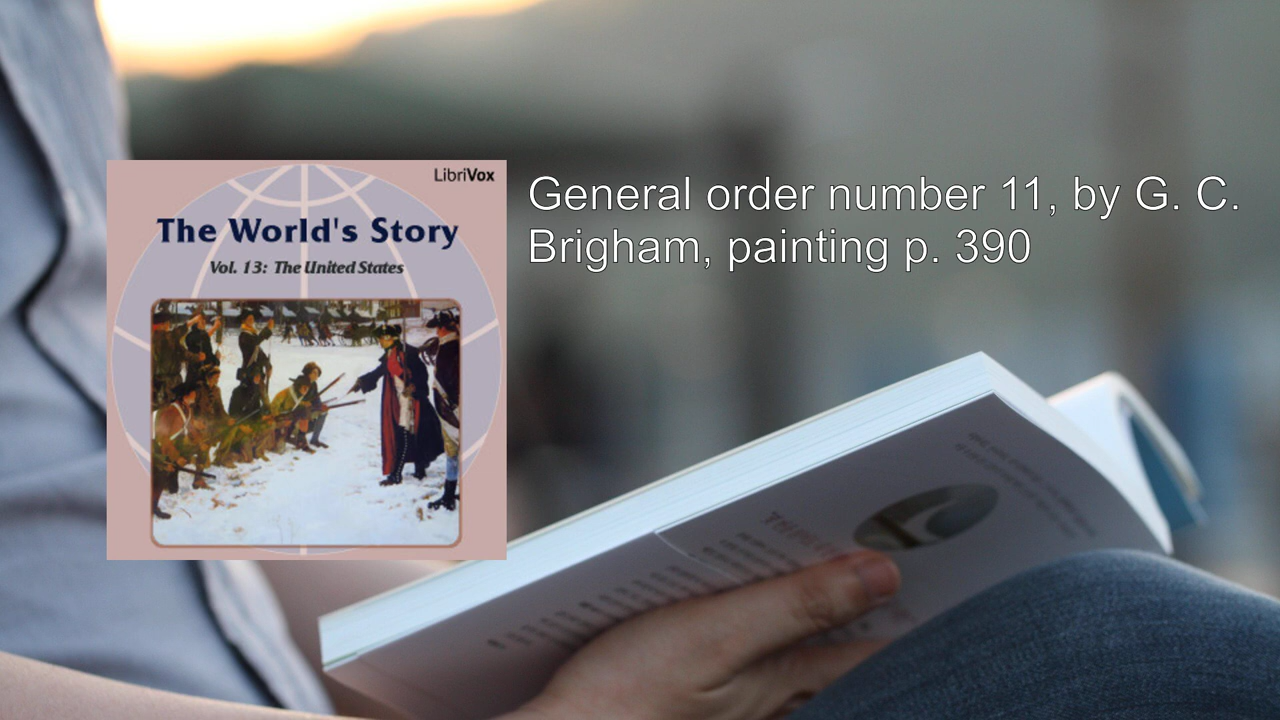 LibriVox
The World's Story
Vol. 13: The United States
General order number 11, by G. C.
Brigham, painting p. 390